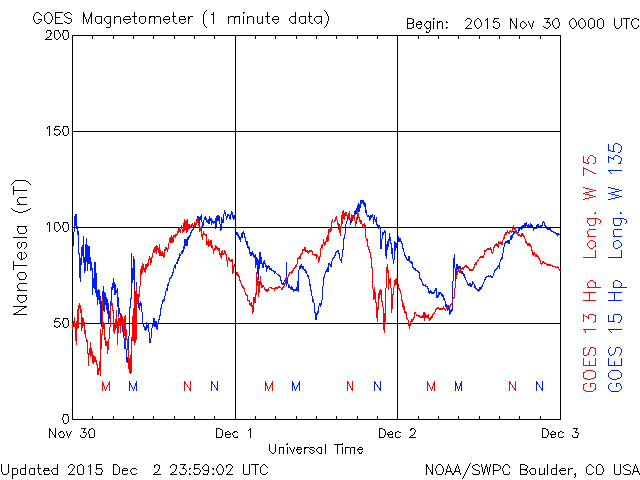 GOES Magnetometer (1 minute data)
Begin: 2015 Nov 30 0000 UTC
200
150
100
50
0
NanoTesla (nT)
M M N N M M N N M M N N
Nov 30 Dec 1 Dec 2 Dec 3
Universal Time
GOES 13 Hp Long. W 75
GOES 15 Hp Long. W 135
Updated 2015 Dec 2 23:59:02 UTC
NOAA/SWPC Boulder, CO USA